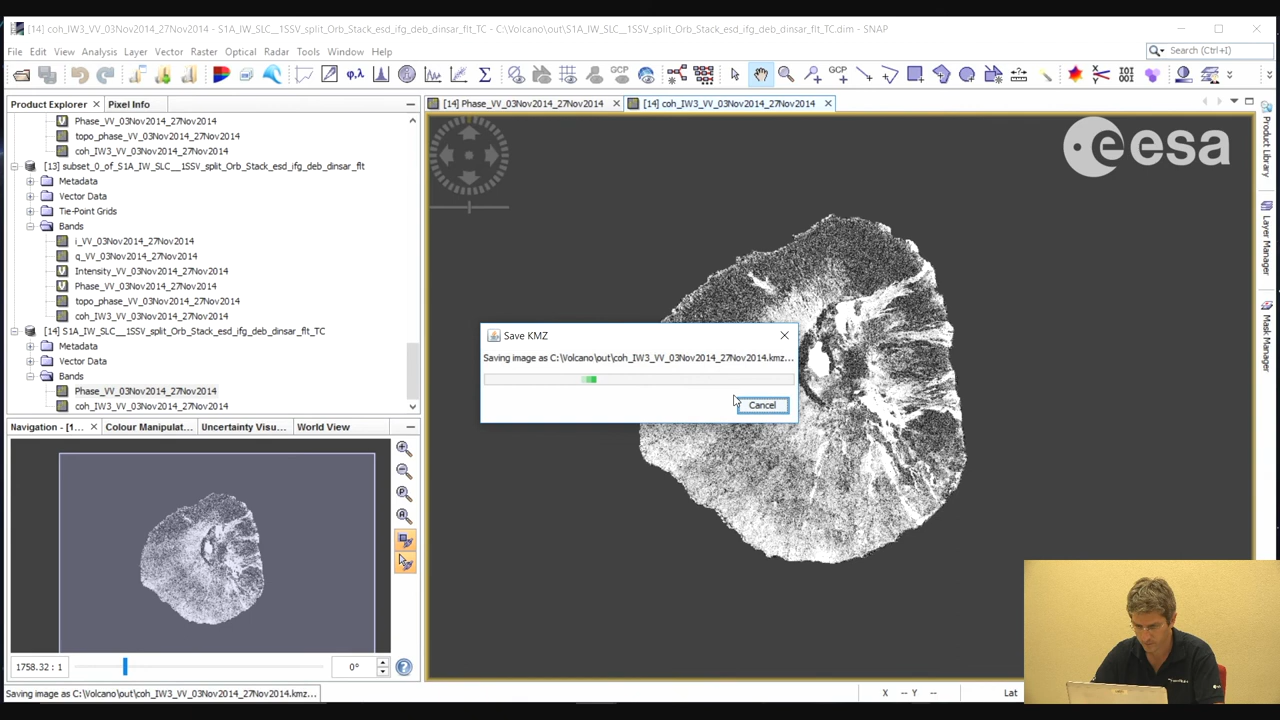 [14] coh_IW3_VV_03Nov2014_27Nov2014 - S1A_IW_SLC__1SSV_split_Orb_Stack_esd_ifg_deb_dinsar_flt_TC - C:\Volcano\out\S1A_IW_SLC__1SSV_split_Orb_Stack_esd_ifg_deb_dinsar_flt_TC.dim - SNAP
File Edit View Analysis Layer Vector Raster Optical Radar Tools Window Help
Search (Ctrl+I)
φ,λ Σ GCP GCP
Product Explorer Pixel Info
[14] Phase_VV_03Nov2014_27Nov2014
[14] coh_IW3_VV_03Nov2014_27Nov2014
Phase_VV_03Nov2014_27Nov2014
topo_phase_VV_03Nov2014_27Nov2014
coh_IW3_VV_03Nov2014_27Nov2014
[13] subset_0_of_S1A_IW_SLC__1SSV_split_Orb_Stack_esd_ifg_deb_dinsar_flt
Metadata
Vector Data
Tie-Point Grids
Bands
i_VV_03Nov2014_27Nov2014
q_VV_03Nov2014_27Nov2014
Intensity_VV_03Nov2014_27Nov2014
Phase_VV_03Nov2014_27Nov2014
topo_phase_VV_03Nov2014_27Nov2014
coh_IW3_VV_03Nov2014_27Nov2014
[14] S1A_IW_SLC__1SSV_split_Orb_Stack_esd_ifg_deb_dinsar_flt_TC
Metadata
Vector Data
Bands
Phase_VV_03Nov2014_27Nov2014
coh_IW3_VV_03Nov2014_27Nov2014
esa
Save KMZ
Saving image as C:\Volcano\out\coh_IW3_VV_03Nov2014_27Nov2014.kmz...
Cancel
Product Library
Layer Manager
Mask Manager
Navigation - [1... Colour Manipulat... Uncertainty Visu... World View
1758.32 : 1
0°
Saving image as C:\Volcano\out\coh_IW3_VV_03Nov2014_27Nov2014.kmz...
X -- Y -- Lat